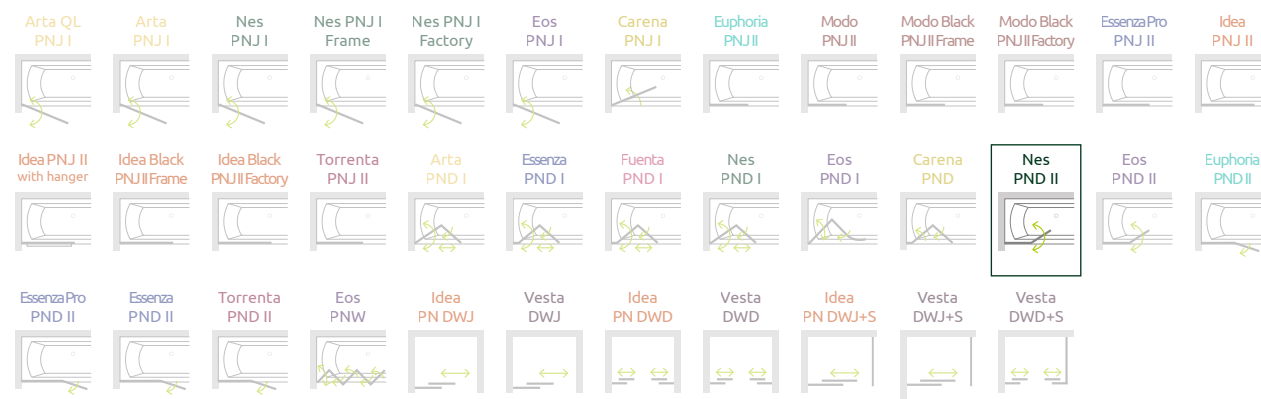 Arta QL
PNJ I
Arta
PNJ I
Nes
PNJ I
Nes PNJ I
Frame
Nes PNJ I
Factory
Eos
PNJ I
Carena
PNJ I
Euphoria
PNJ II
Modo
PNJ II
Modo Black
PNJ II Frame
Modo Black
PNJ II Factory
Essenza Pro
PNJ II
Idea
PNJ II
Idea PNJ II
with hanger
Idea Black
PNJ II Frame
Idea Black
PNJ II Factory
Torrenta
PNJ II
Arta
PND I
Essenza
PND I
Fuenta
PND I
Nes
PND I
Eos
PND I
Carena
PND
Nes
PND II
Eos
PND II
Euphoria
PND II
Essenza Pro
PND II
Essenza
PND II
Torrenta
PND II
Eos
PNW
Idea
PN DWJ
Vesta
DWJ
Idea
PN DWD
Vesta
DWD
Idea
PN DWJ+S
Vesta
DWJ+S
Vesta
DWD+S